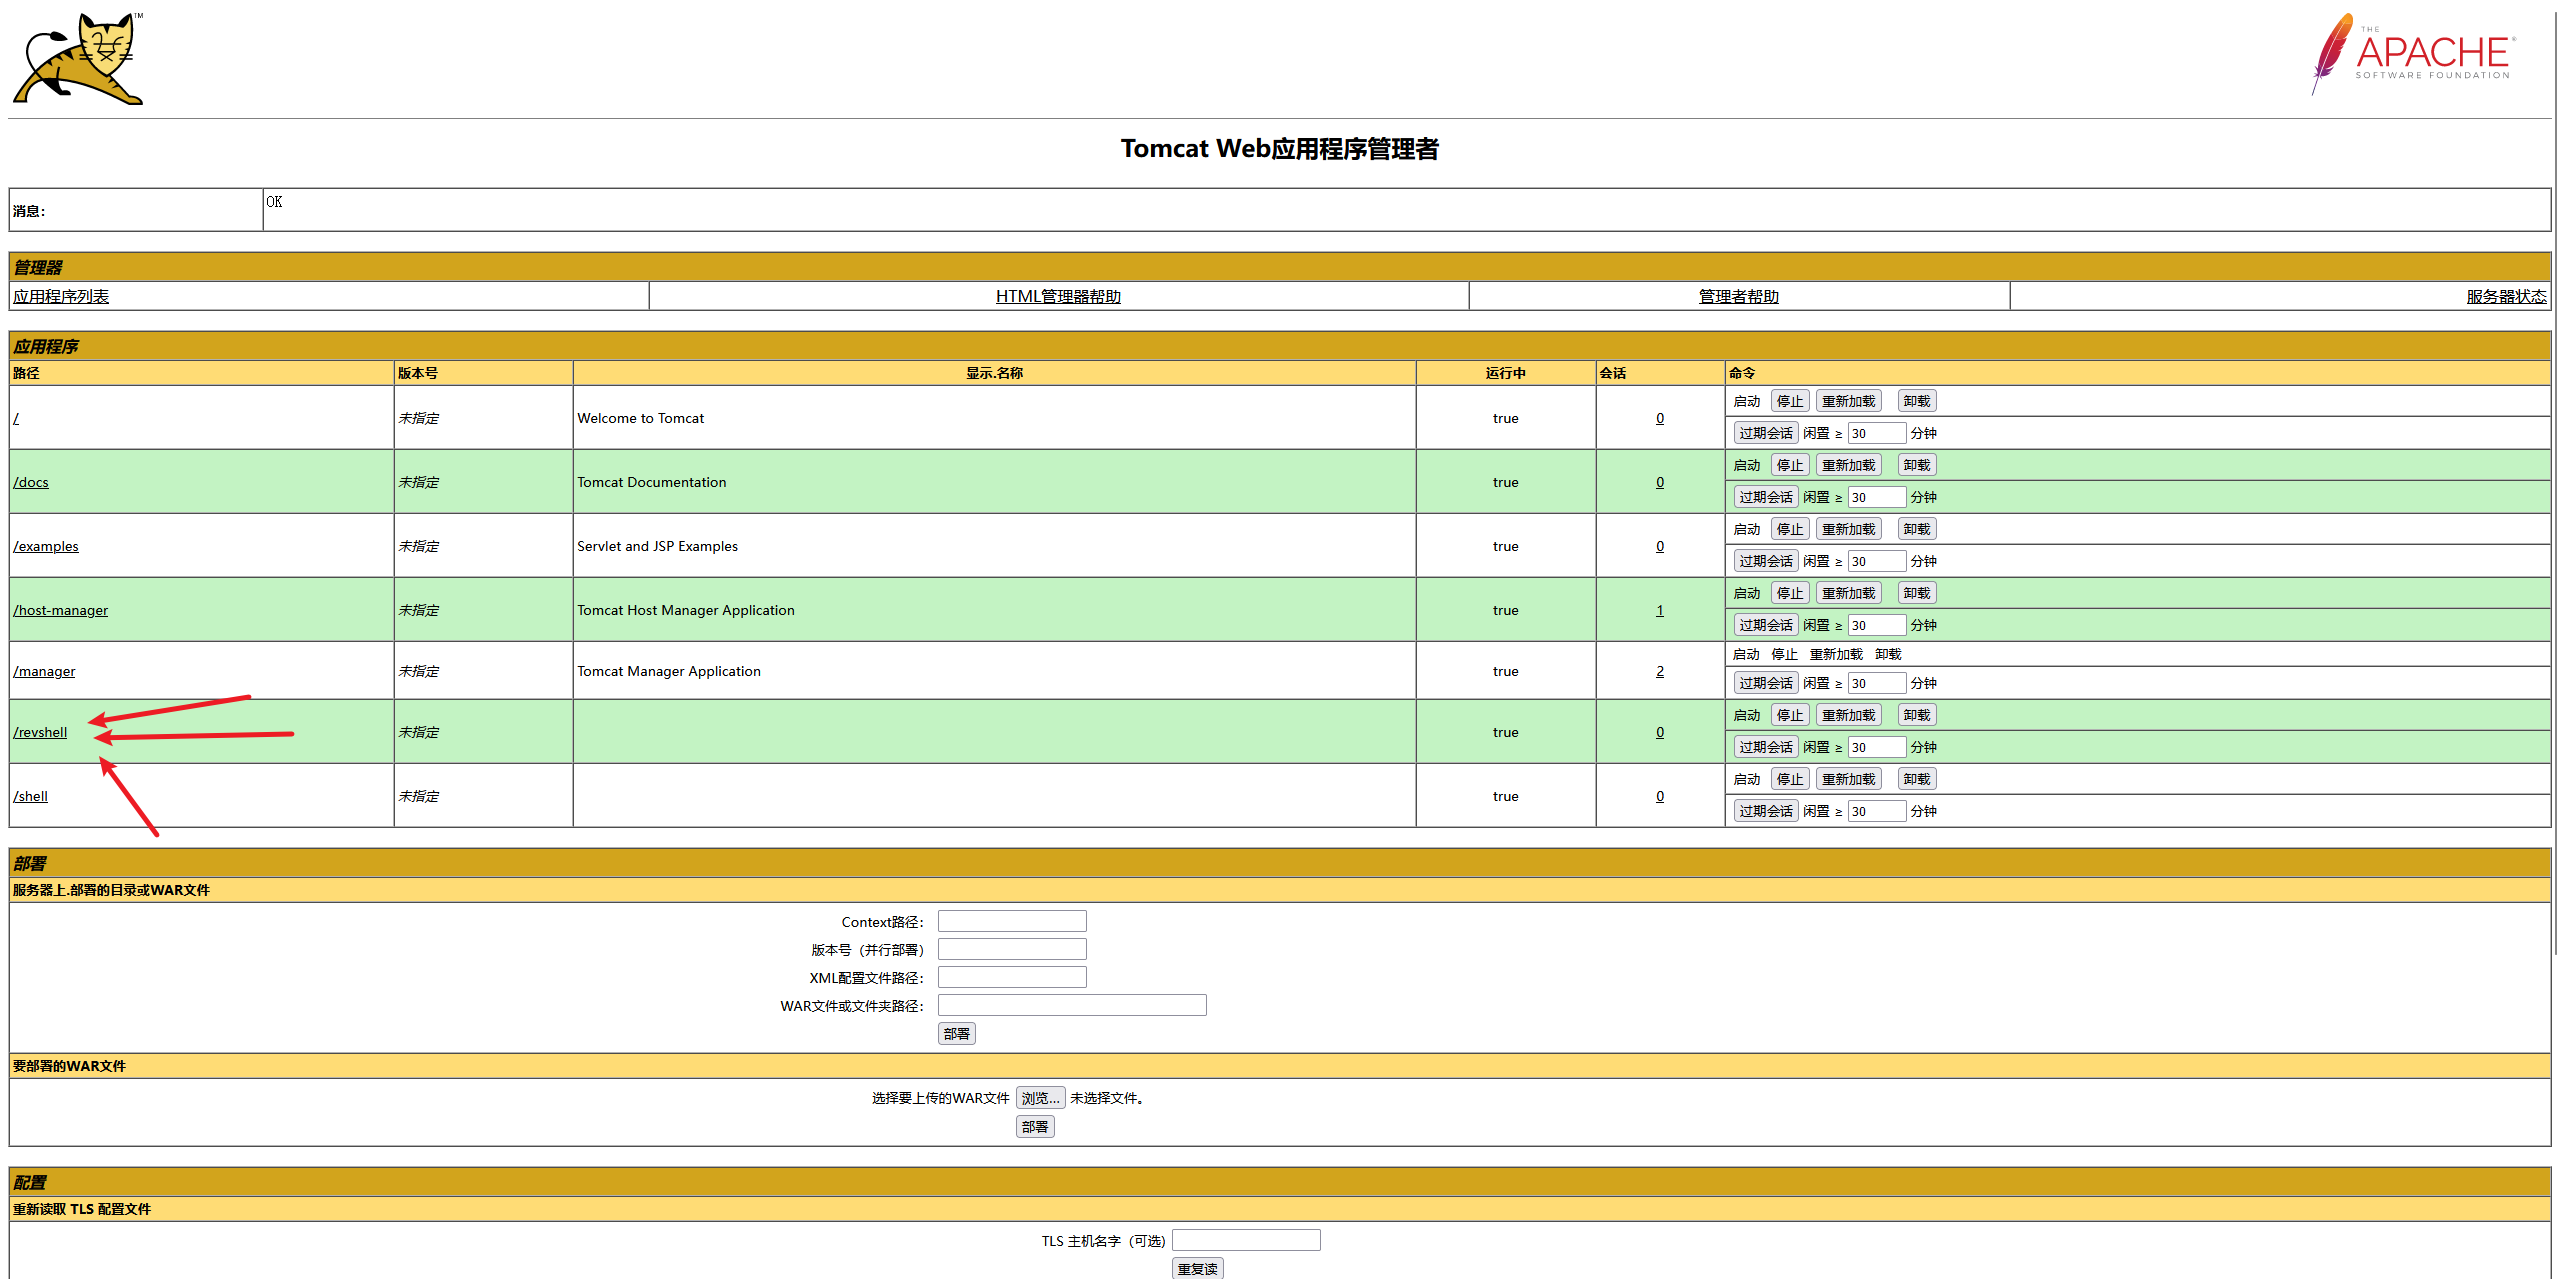 TM
THE
APACHE®
SOFTWARE FOUNDATION
Tomcat Web应用程序管理者
消息： OK
管理器
应用程序列表 HTML管理器帮助 管理者帮助 服务器状态
应用程序
路径 版本号 显示.名称 运行中 会话 命令
/ 未指定 Welcome to Tomcat true 0 启动 停止 重新加载 卸载
过期会话 闲置 ≥ 30 分钟
/docs 未指定 Tomcat Documentation true 0 启动 停止 重新加载 卸载
过期会话 闲置 ≥ 30 分钟
/examples 未指定 Servlet and JSP Examples true 0 启动 停止 重新加载 卸载
过期会话 闲置 ≥ 30 分钟
/host-manager 未指定 Tomcat Host Manager Application true 1 启动 停止 重新加载 卸载
过期会话 闲置 ≥ 30 分钟
/manager 未指定 Tomcat Manager Application true 2 启动 停止 重新加载 卸载
过期会话 闲置 ≥ 30 分钟
/revshell 未指定 true 0 启动 停止 重新加载 卸载
过期会话 闲置 ≥ 30 分钟
/shell 未指定 true 0 启动 停止 重新加载 卸载
过期会话 闲置 ≥ 30 分钟
部署
服务器上.部署的目录或WAR文件
Context路径：
版本号（并行部署）
XML配置文件路径：
WAR文件或文件夹路径：
部署
要部署的WAR文件
选择要上传的WAR文件 浏览... 未选择文件。
部署
配置
重新读取 TLS 配置文件
TLS 主机名字（可选)
重复读